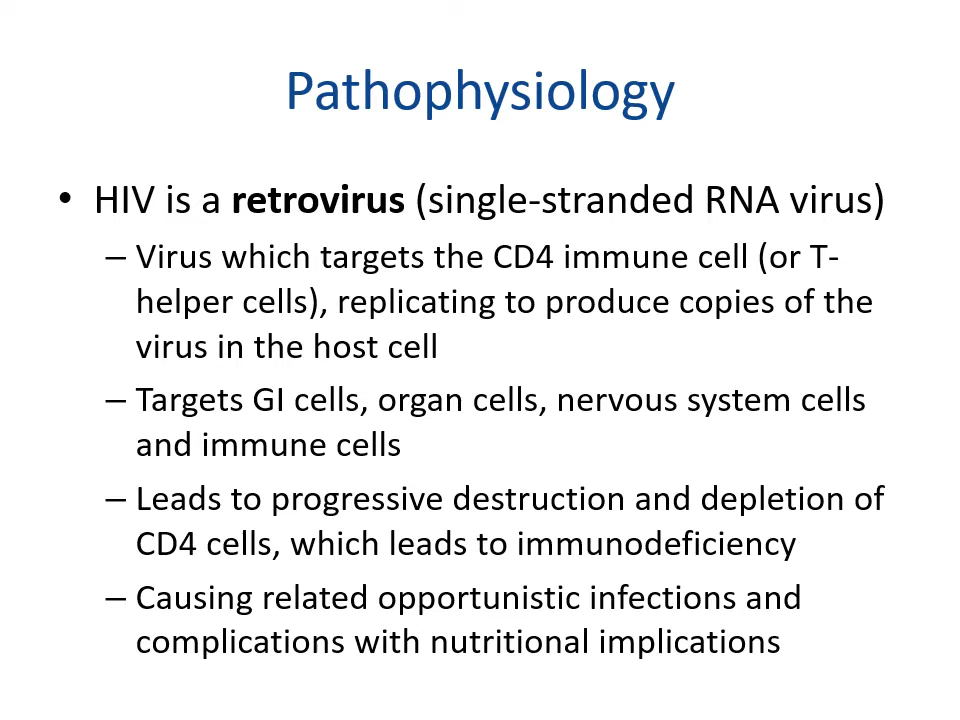 Pathophysiology
• HIV is a retrovirus (single-stranded RNA virus)
– Virus which targets the CD4 immune cell (or T-
helper cells), replicating to produce copies of the
virus in the host cell
– Targets GI cells, organ cells, nervous system cells
and immune cells
– Leads to progressive destruction and depletion of
CD4 cells, which leads to immunodeficiency
– Causing related opportunistic infections and
complications with nutritional implications